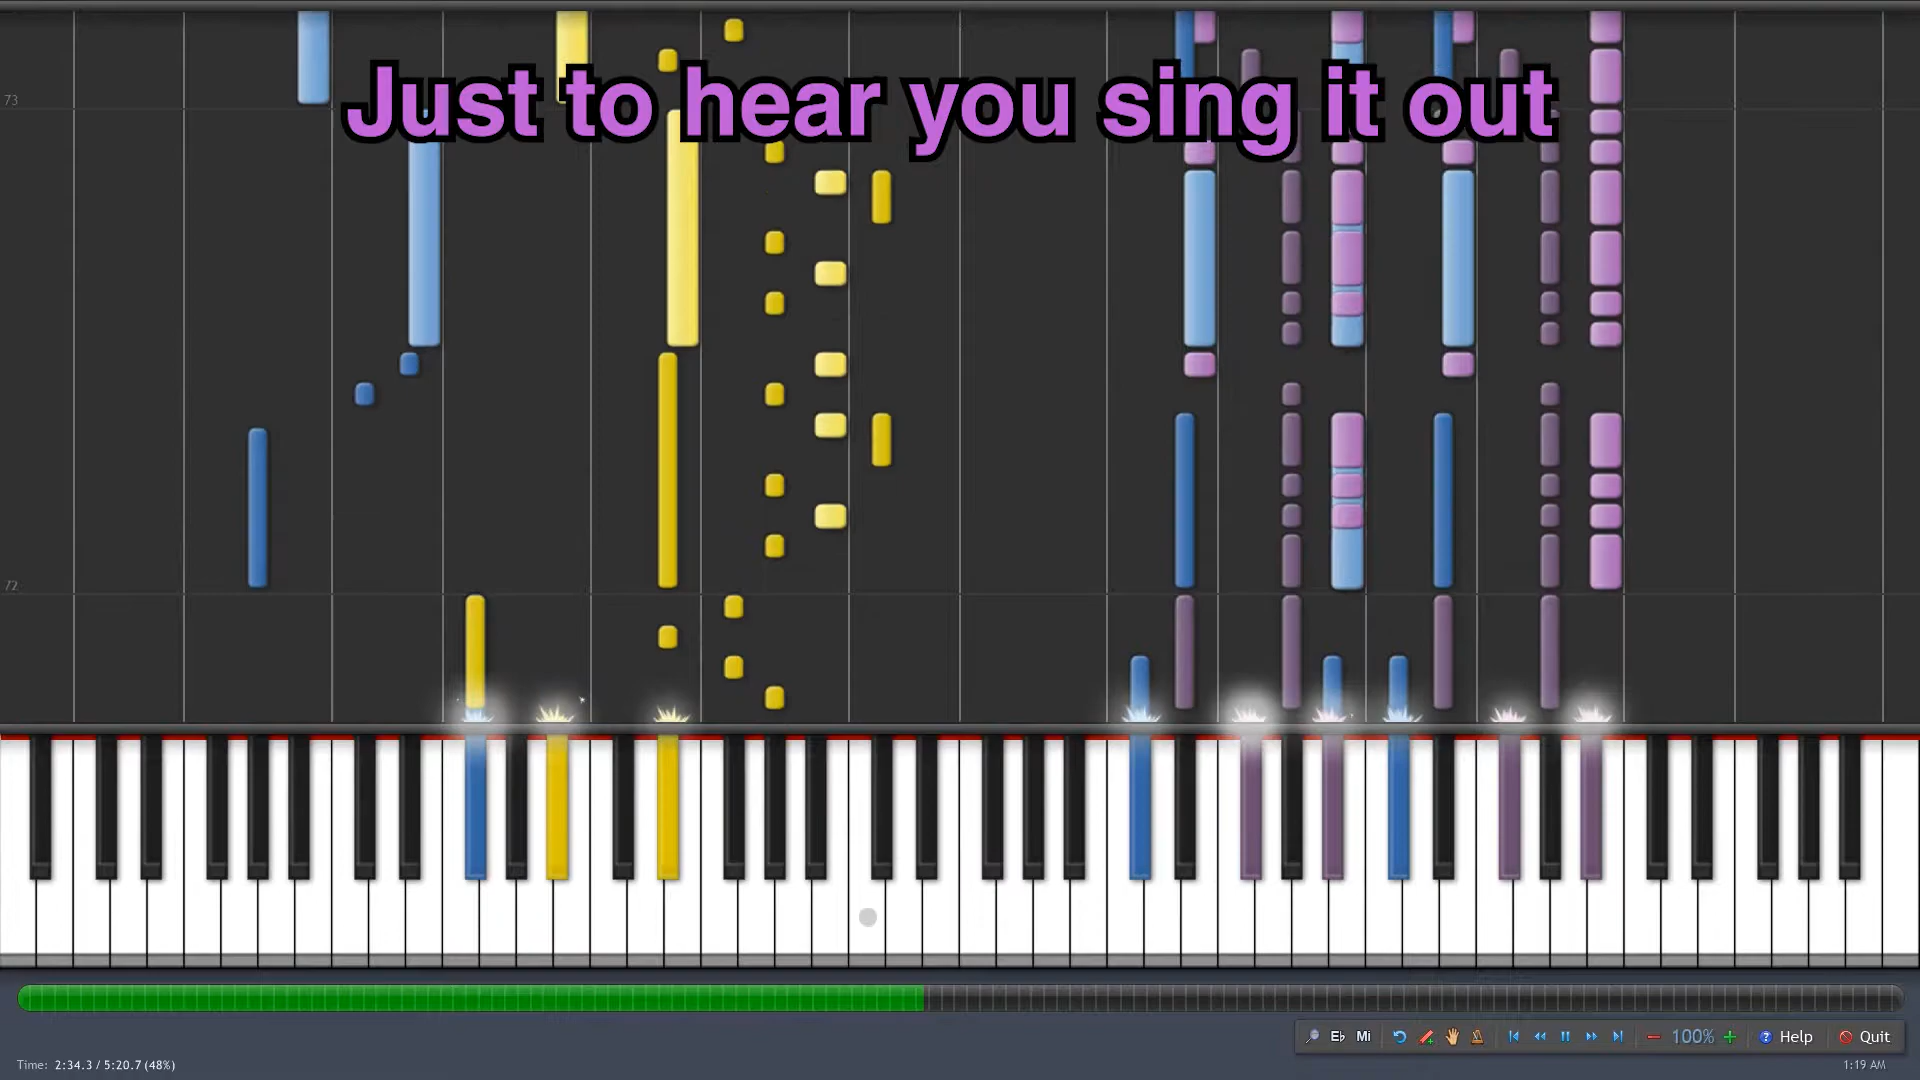 73
Just to hear you sing it out
72
E♭ Mi 100% Help Quit
Time: 2:34.3 / 5:20.7 (48%)
1:19 AM